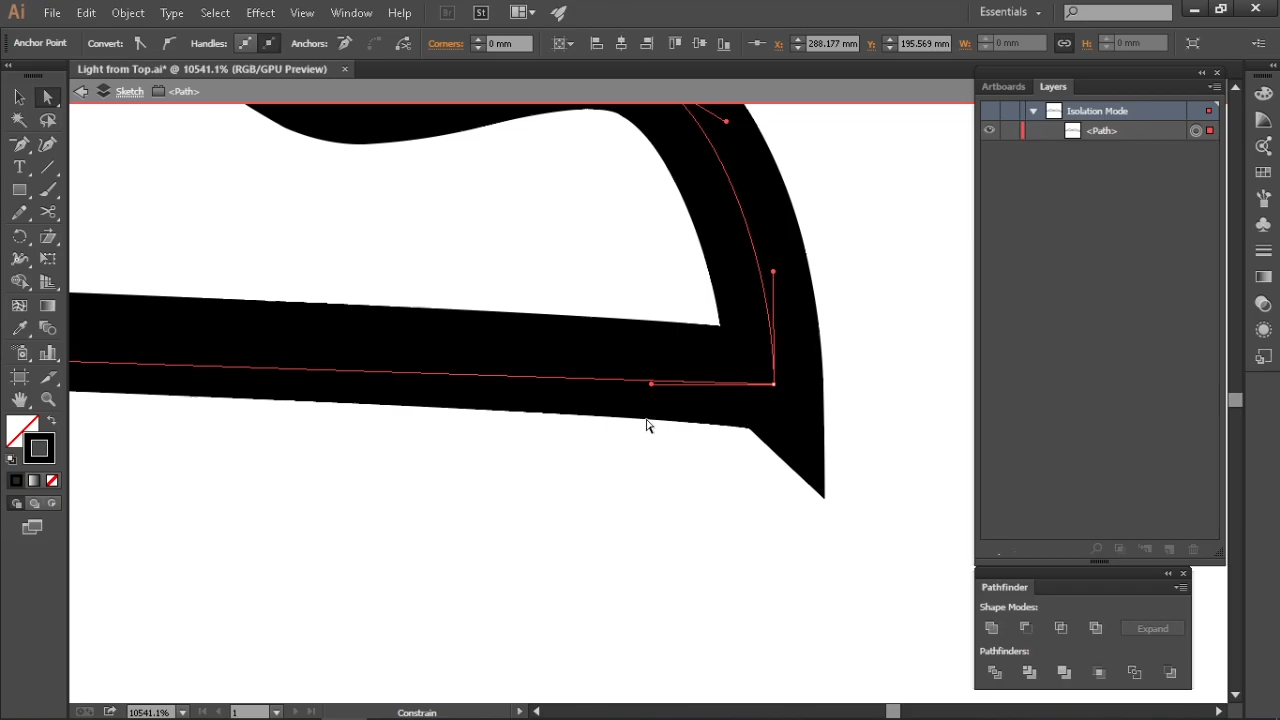 Ai File Edit Object Type Select Effect View Window Help Br St Essentials
Anchor Point Convert: Handles: Anchors: Corners: 0 mm X: 288.177 mm Y: 195.569 mm W: 0 mm H: 0 mm
Light from Top.ai* @ 10541.1% (RGB/GPU Preview) ×
Sketch <Path>
Artboards Layers
Isolation Mode
<Path>
Pathfinder
Shape Modes:
Expand
Pathfinders:
10541.1% 1 Constrain